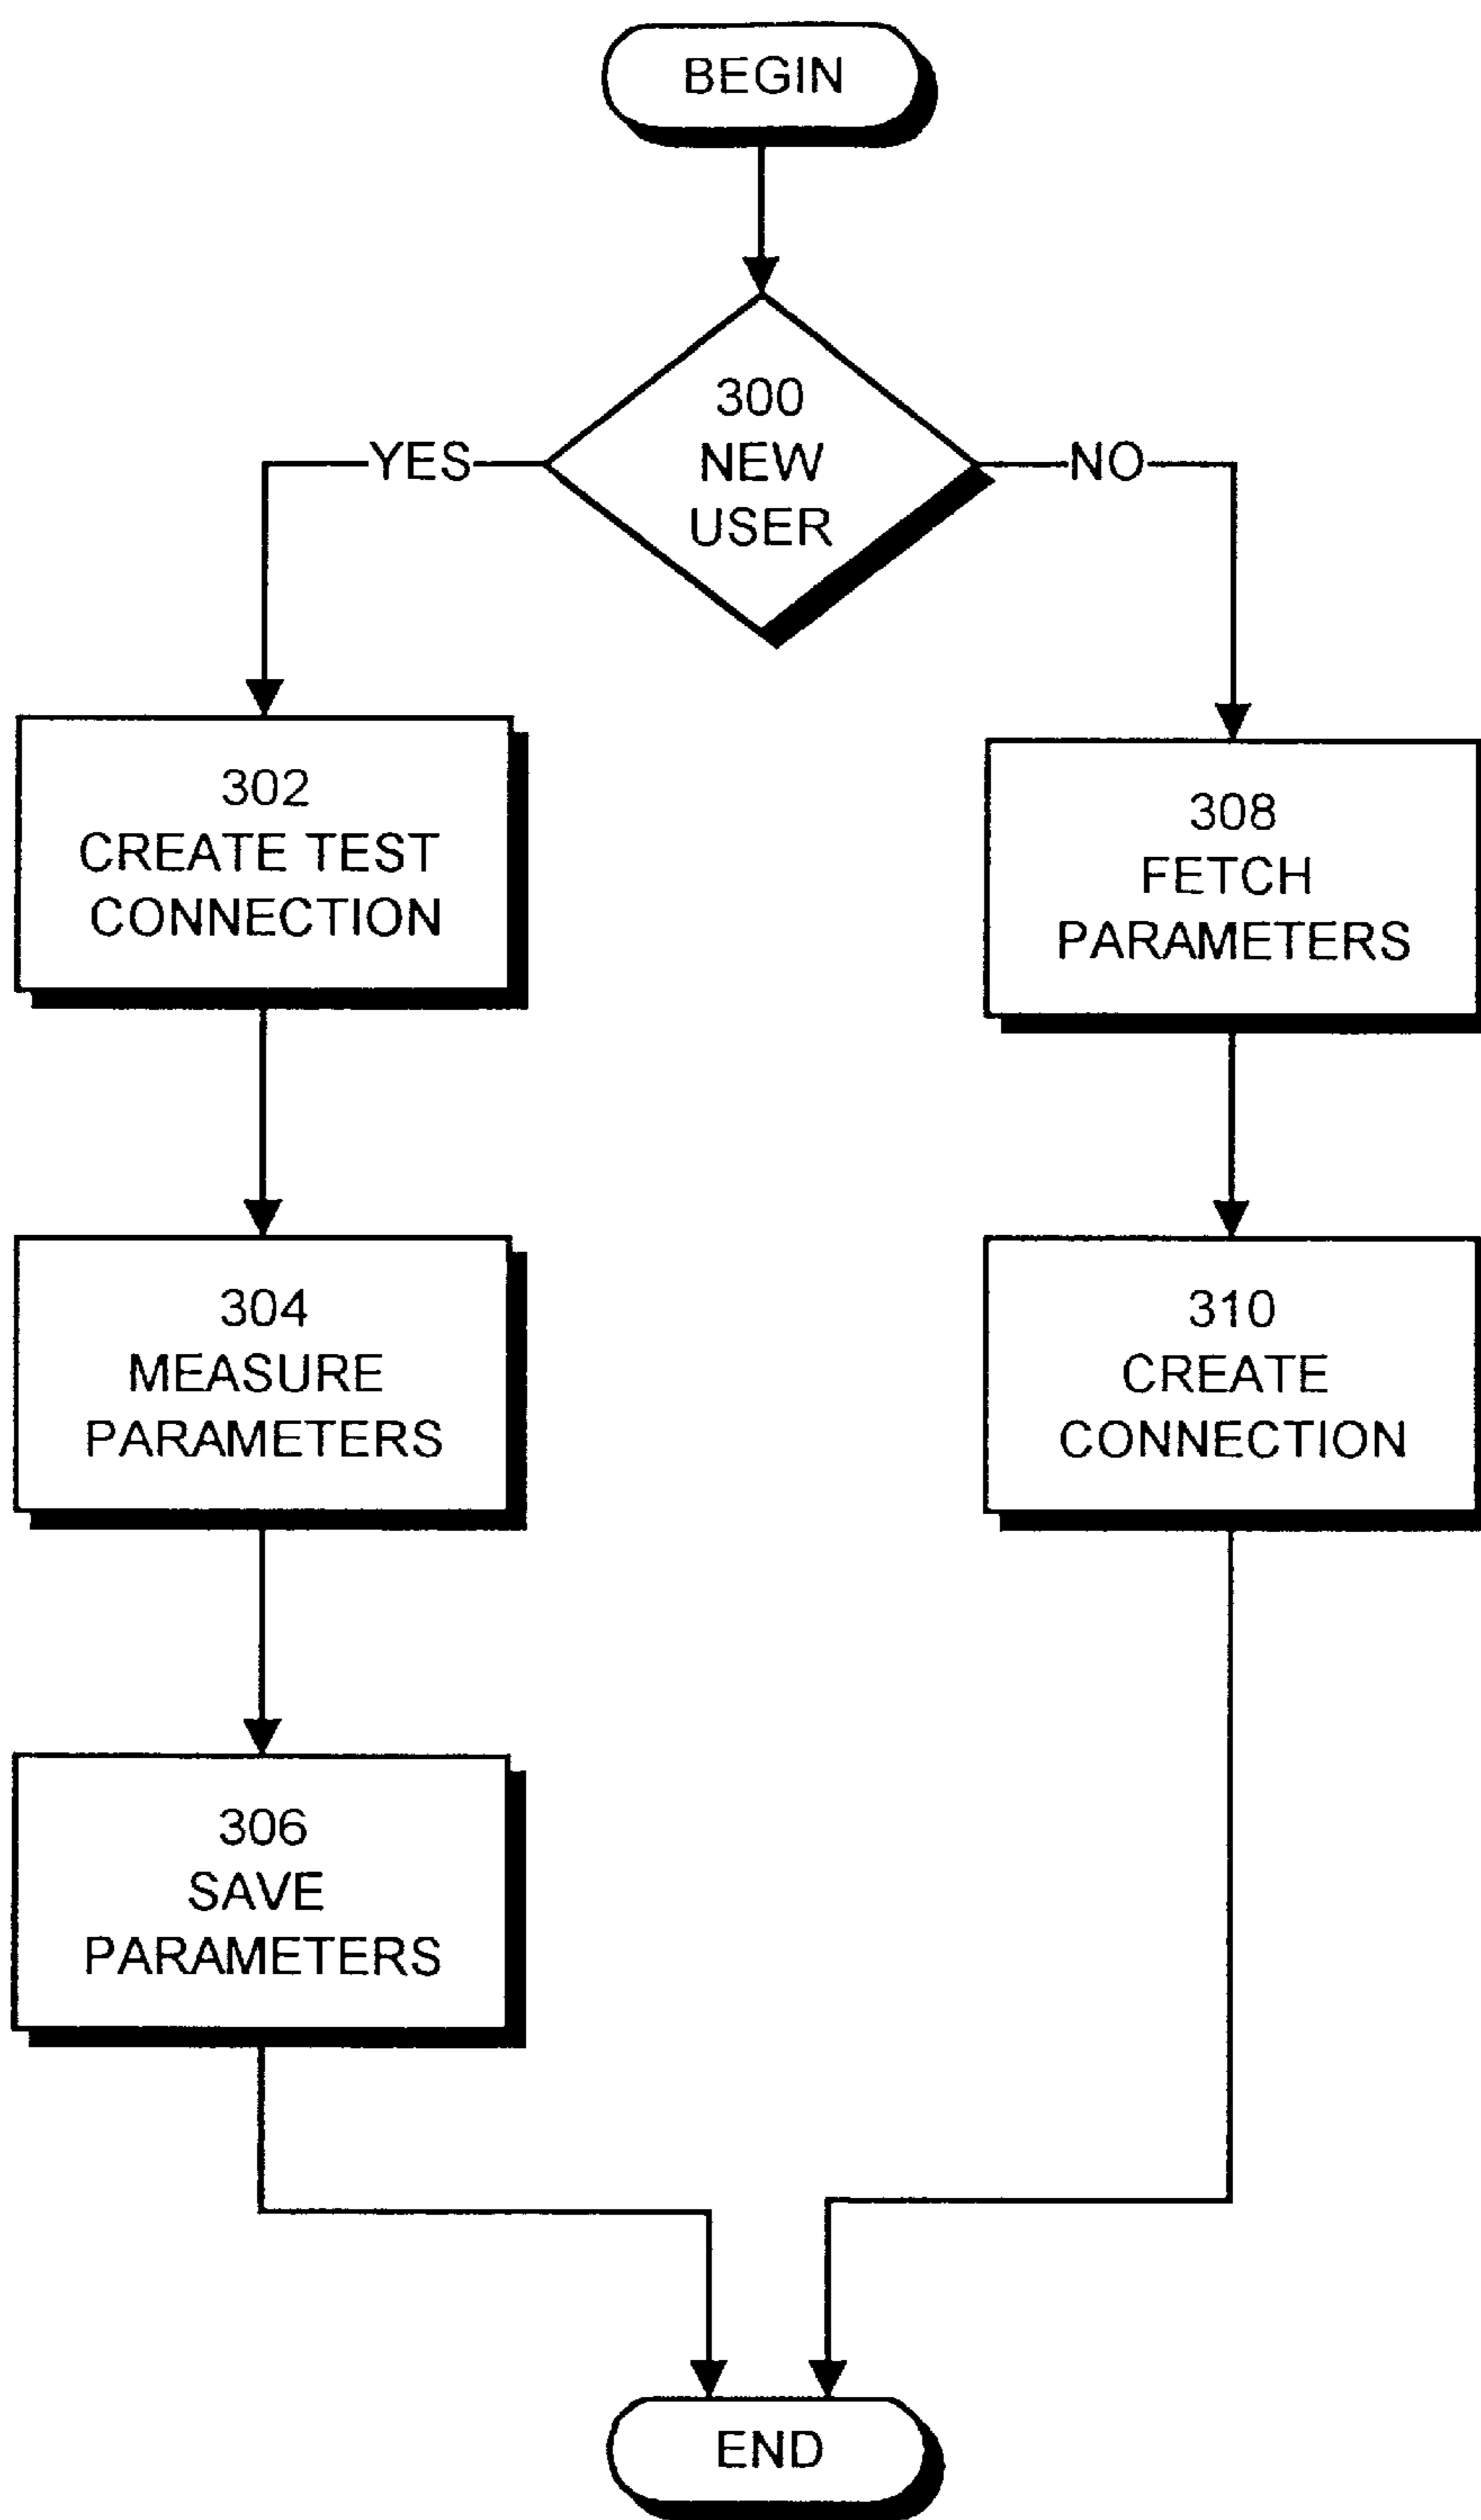 BEGIN
300
NEW
USER
YES
NO
302
CREATE TEST
CONNECTION
308
FETCH
PARAMETERS
304
MEASURE
PARAMETERS
310
CREATE
CONNECTION
306
SAVE
PARAMETERS
END